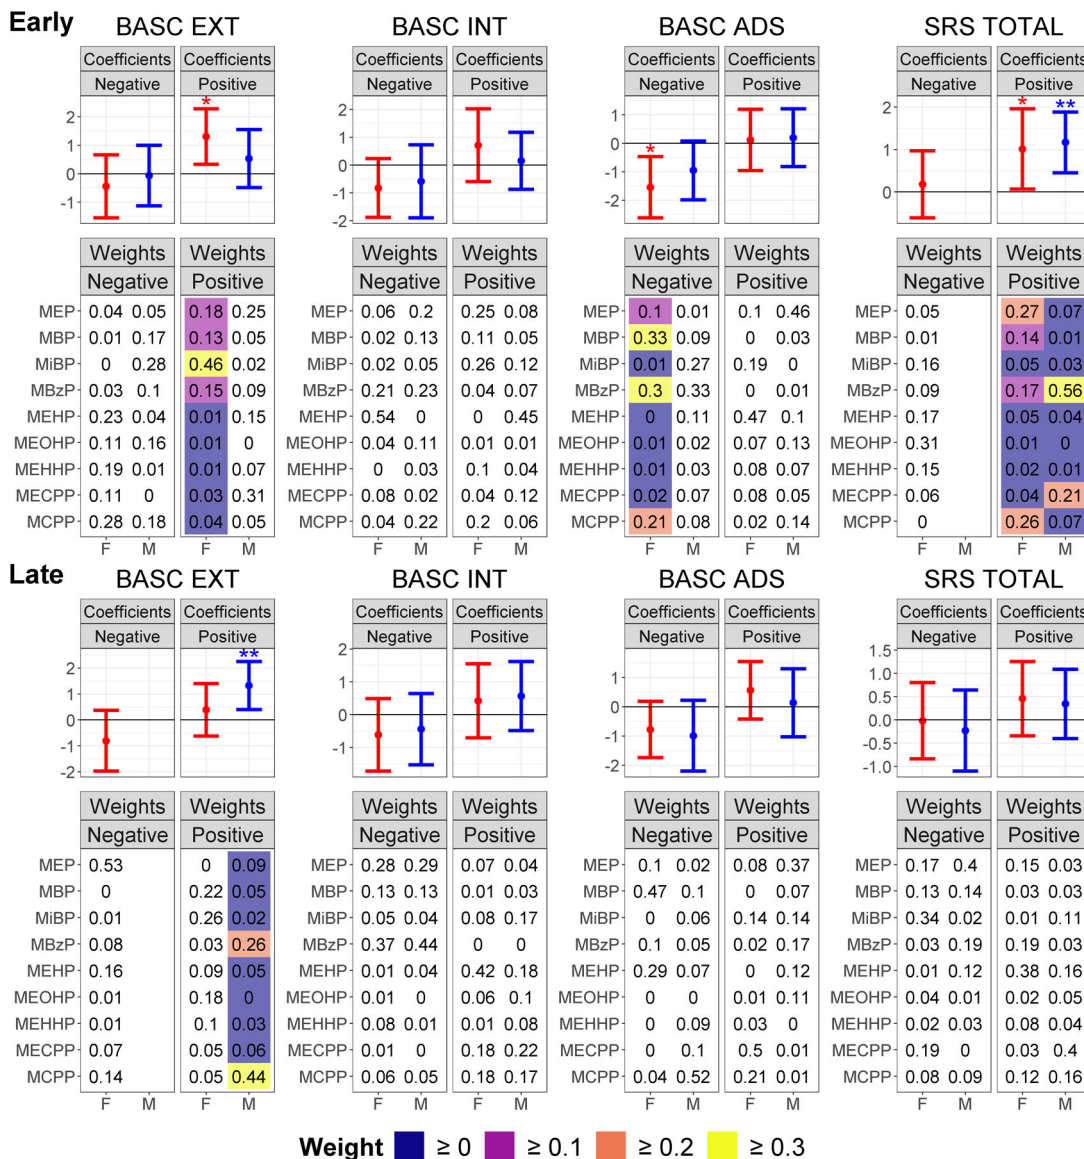 Early
BASC EXT BASC INT BASC ADS SRS TOTAL
Coefficients Coefficients Coefficients Coefficients Coefficients Coefficients Coefficients Coefficients
Negative Positive Negative Positive Negative Positive Negative Positive
* * * **
2 2 1 2
1 1 0 1
0 0 -1 0
-1 -1 -2
-2
Weights Weights Weights Weights Weights Weights Weights Weights
Negative Positive Negative Positive Negative Positive Negative Positive
MEP 0.04 0.05 0.18 0.25 MEP 0.06 0.2 0.25 0.08 MEP 0.1 0.01 0.1 0.46 MEP 0.05 0.27 0.07
MBP 0.01 0.17 0.13 0.05 MBP 0.02 0.13 0.11 0.05 MBP 0.33 0.09 0 0.03 MBP 0.01 0.14 0.01
MiBP 0 0.28 0.46 0.02 MiBP 0.02 0.05 0.26 0.12 MiBP 0.01 0.27 0.19 0 MiBP 0.16 0.05 0.03
MBzP 0.03 0.1 0.15 0.09 MBzP 0.21 0.23 0.04 0.07 MBzP 0.3 0.33 0 0.01 MBzP 0.09 0.17 0.56
MEHP 0.23 0.04 0.01 0.15 MEHP 0.54 0 0 0.45 MEHP 0 0.11 0.47 0.1 MEHP 0.17 0.05 0.04
MEOHP 0.11 0.16 0.01 0 MEOHP 0.04 0.11 0.01 0.01 MEOHP 0.01 0.02 0.07 0.13 MEOHP 0.31 0.01 0
MEHHP 0.19 0.01 0.01 0.07 MEHHP 0 0.03 0.1 0.04 MEHHP 0.01 0.03 0.08 0.07 MEHHP 0.15 0.02 0.01
MECPP 0.11 0 0.03 0.31 MECPP 0.08 0.02 0.04 0.12 MECPP 0.02 0.07 0.08 0.05 MECPP 0.06 0.04 0.21
MCPP 0.28 0.18 0.04 0.05 MCPP 0.04 0.22 0.2 0.06 MCPP 0.21 0.08 0.02 0.14 MCPP 0 0.26 0.07
F M F M F M F M F M F M F M F M
Late
BASC EXT BASC INT BASC ADS SRS TOTAL
Coefficients Coefficients Coefficients Coefficients Coefficients Coefficients Coefficients Coefficients
Negative Positive Negative Positive Negative Positive Negative Positive
**
2 2 1 1.5
1 1 0 1.0
0 0 -1 0.5
-1 -1 -2 0.0
-2 -0.5
-1.0
Weights Weights Weights Weights Weights Weights Weights Weights
Negative Positive Negative Positive Negative Positive Negative Positive
MEP 0.53 0 0.09 MEP 0.28 0.29 0.07 0.04 MEP 0.1 0.02 0.08 0.37 MEP 0.17 0.4 0.15 0.03
MBP 0 0.22 0.05 MBP 0.13 0.13 0.01 0.03 MBP 0.47 0.1 0 0.07 MBP 0.13 0.14 0.03 0.03
MiBP 0.01 0.26 0.02 MiBP 0.05 0.04 0.08 0.17 MiBP 0 0.06 0.14 0.14 MiBP 0.34 0.02 0.01 0.11
MBzP 0.08 0.03 0.26 MBzP 0.37 0.44 0 0 MBzP 0.1 0.05 0.02 0.17 MBzP 0.03 0.19 0.19 0.03
MEHP 0.16 0.09 0.05 MEHP 0.01 0.04 0.42 0.18 MEHP 0.29 0.07 0 0.12 MEHP 0.01 0.12 0.38 0.16
MEOHP 0.01 0.18 0 MEOHP 0.01 0 0.06 0.1 MEOHP 0 0 0.01 0.11 MEOHP 0.04 0.01 0.02 0.05
MEHHP 0.01 0.1 0.03 MEHHP 0.08 0.01 0.01 0.08 MEHHP 0 0.09 0.03 0 MEHHP 0.02 0.03 0.08 0.04
MECPP 0.07 0.05 0.06 MECPP 0.01 0 0.18 0.22 MECPP 0 0.1 0.5 0.01 MECPP 0.19 0 0.03 0.4
MCPP 0.14 0.05 0.44 MCPP 0.06 0.05 0.18 0.17 MCPP 0.04 0.52 0.21 0.01 MCPP 0.08 0.09 0.12 0.16
F M F M F M F M F M F M F M F M
Weight ≥ 0 ≥ 0.1 ≥ 0.2 ≥ 0.3